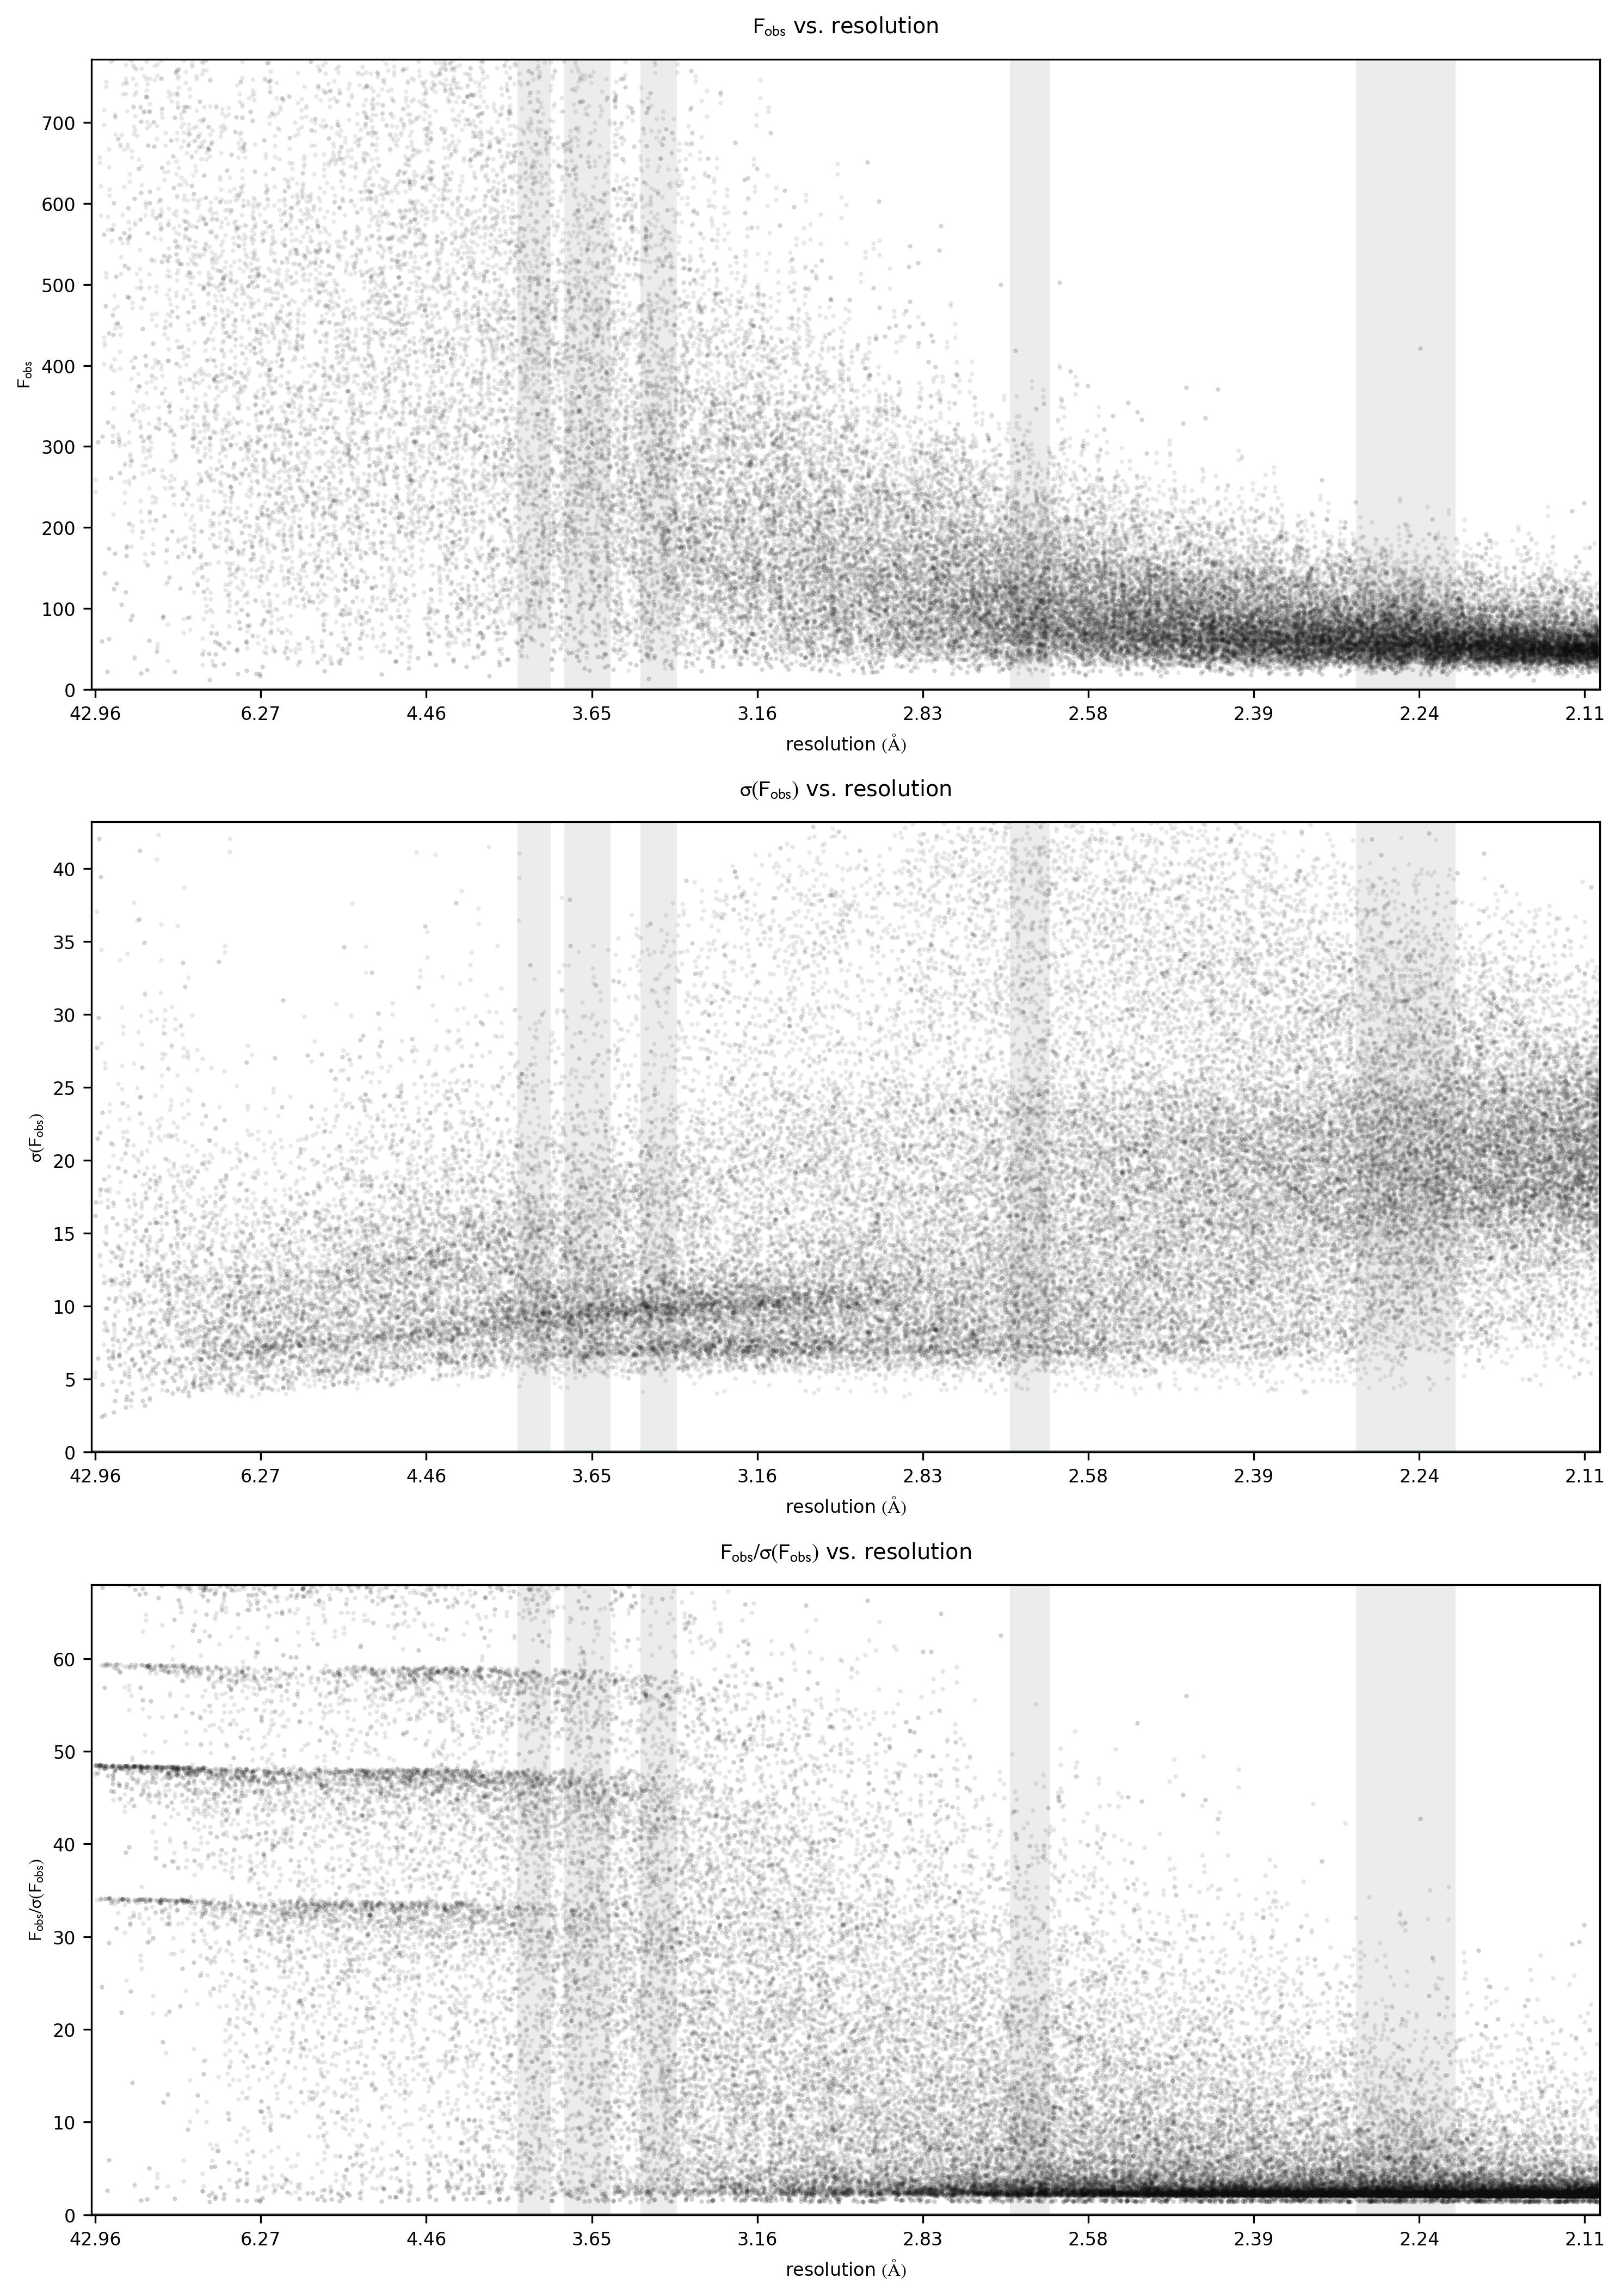 Fobs vs. resolution
700
600
500
400
300
200
100
0
Fobs
42.96 6.27 4.46 3.65 3.16 2.83 2.58 2.39 2.24 2.11
resolution (Å)
σ(Fobs) vs. resolution
40
35
30
25
20
15
10
5
0
σ(Fobs)
42.96 6.27 4.46 3.65 3.16 2.83 2.58 2.39 2.24 2.11
resolution (Å)
Fobs/σ(Fobs) vs. resolution
60
50
40
30
20
10
0
Fobs/σ(Fobs)
42.96 6.27 4.46 3.65 3.16 2.83 2.58 2.39 2.24 2.11
resolution (Å)